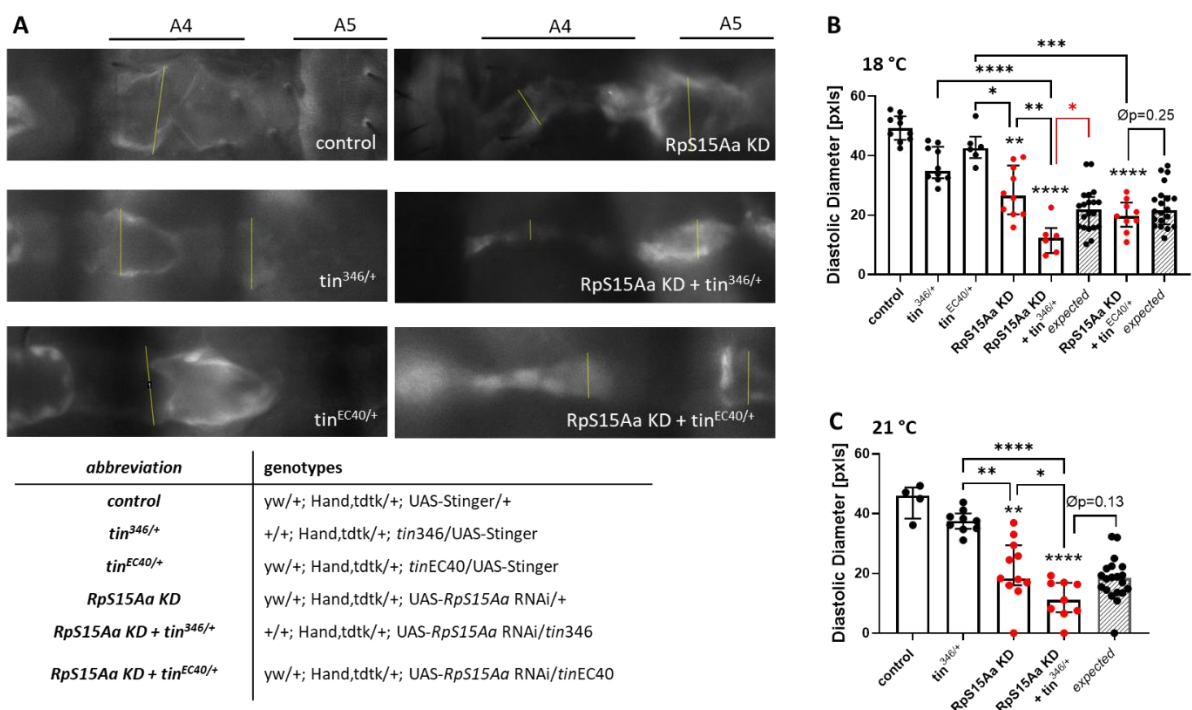 A
A4 A5 A4 A5
control
RpS15Aa KD
tin346/+
RpS15Aa KD + tin346/+
tinEC40/+
RpS15Aa KD + tinEC40/+
abbreviation genotypes
control yw/+; Hand,tdtk/+; UAS-Stinger/+
tin346/+ +/+; Hand,tdtk/+; tin346/UAS-Stinger
tinEC40/+ yw/+; Hand,tdtk/+; tinEC40/UAS-Stinger
RpS15Aa KD yw/+; Hand,tdtk/+; UAS-RpS15Aa RNAi/+
RpS15Aa KD + tin346/+ +/+; Hand,tdtk/+; UAS-RpS15Aa RNAi/tin346
RpS15Aa KD + tinEC40/+ yw/+; Hand,tdtk/+; UAS-RpS15Aa RNAi/tinEC40
B
18 °C
***
****
*
**
*
Øp=0.25
**
****
****
Diastolic Diameter [pxls]
60
40
20
0
control
tin346/+
tinEC40/+
RpS15Aa KD
RpS15Aa KD
+ tin346/+
expected
RpS15Aa KD
+ tinEC40/+
expected
C
21 °C
****
**
*
Øp=0.13
**
****
Diastolic Diameter [pxls]
60
40
20
0
control
tin346/+
RpS15Aa KD
RpS15Aa KD
+ tin346/+
expected